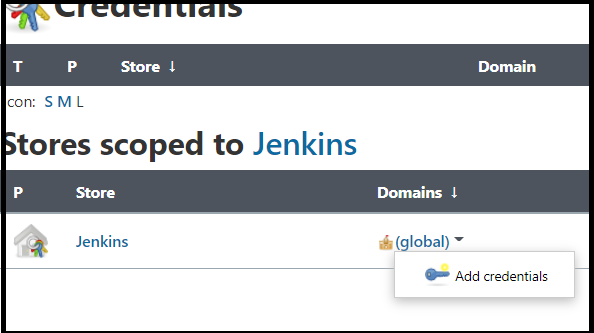 Credentials
T P Store ↓ Domain
con: S M L
Stores scoped to Jenkins
P Store Domains ↓
Jenkins (global)
Add credentials